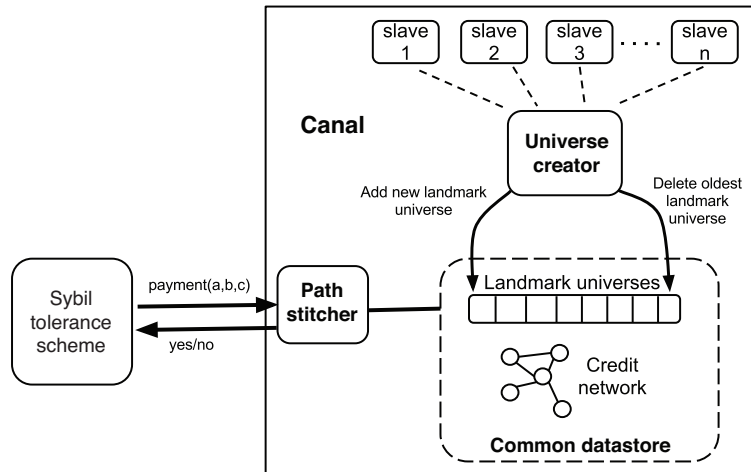 slave
1
slave
2
slave
3
. . . .
slave
n
Canal
Universe
creator
Add new landmark
universe
Delete oldest
landmark
universe
Sybil
tolerance
scheme
payment(a,b,c)
yes/no
Path
stitcher
Landmark universes
Credit
network
Common datastore